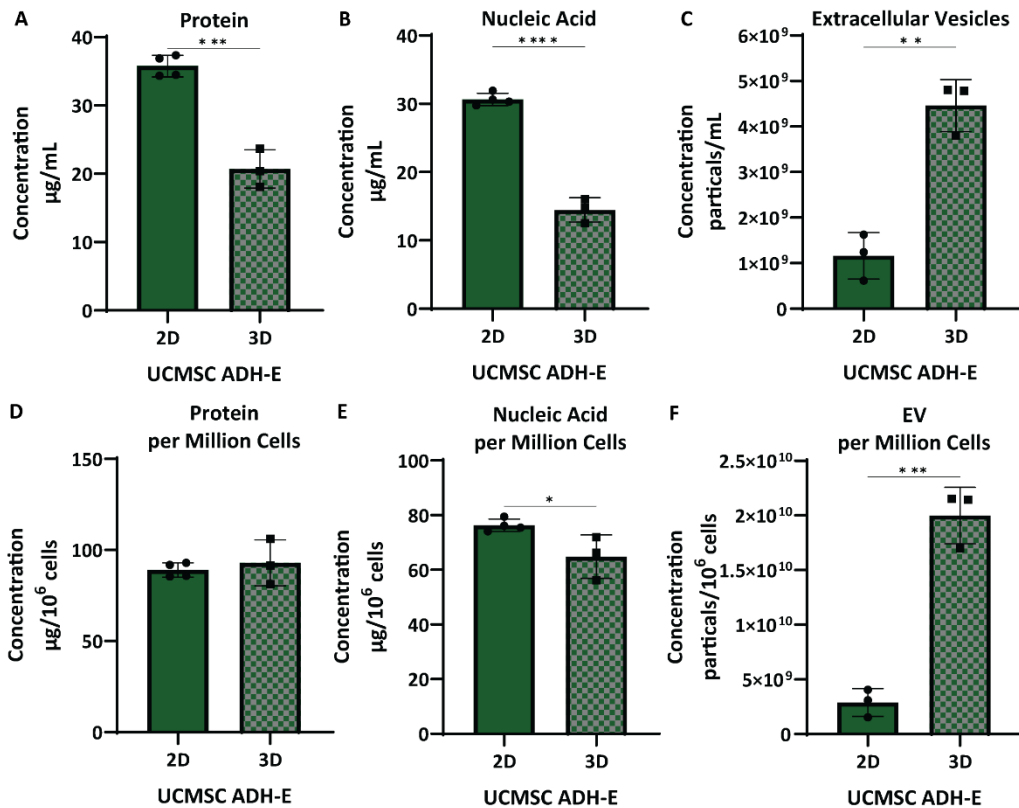 A
Protein
* **
Concentration
µg/mL
40
30
20
10
0
2D
3D
UCMSC ADH-E
B
Nucleic Acid
* ** *
Concentration
µg/mL
40
30
20
10
0
2D
3D
UCMSC ADH-E
C
Extracellular Vesicles
* *
Concentration
particals/mL
6×10⁹
5×10⁹
4×10⁹
3×10⁹
2×10⁹
1×10⁹
0
2D
3D
UCMSC ADH-E
D
Protein
per Million Cells
Concentration
µg/10⁶ cells
150
100
50
0
2D
3D
UCMSC ADH-E
E
Nucleic Acid
per Million Cells
*
Concentration
µg/10⁶ cells
100
80
60
40
20
0
2D
3D
UCMSC ADH-E
F
EV
per Million Cells
* **
Concentration
particals/10⁶ cells
2.5×10¹⁰
2×10¹⁰
1.5×10¹⁰
1×10¹⁰
5×10⁹
0
2D
3D
UCMSC ADH-E